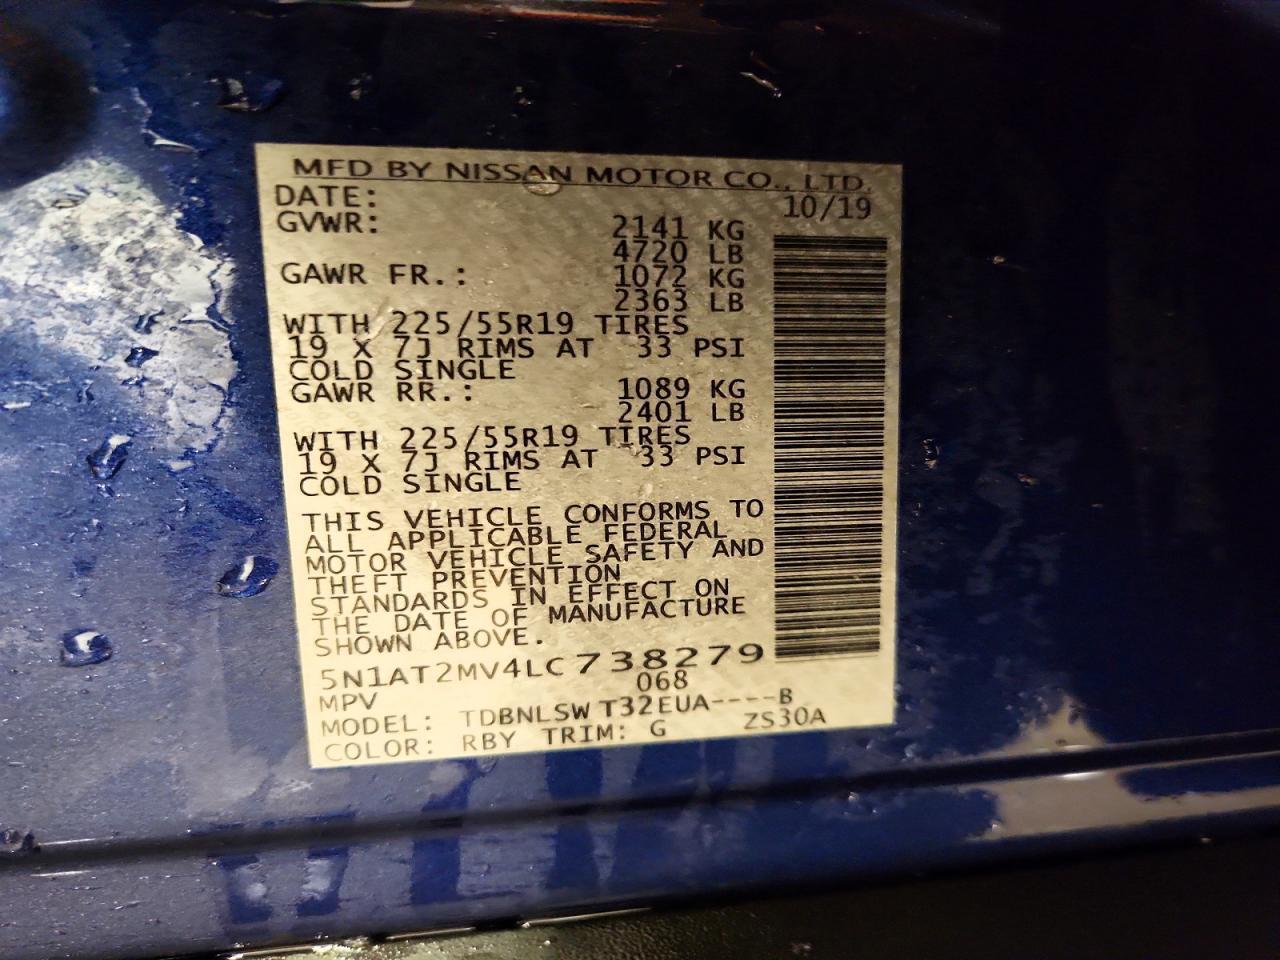 MFD BY NISSAN MOTOR CO., LTD.
DATE: 10/19
GVWR: 2141 KG
4720 LB
GAWR FR.: 1072 KG
2363 LB
WITH 225/55R19 TIRES
19 X 7J RIMS AT 33 PSI
COLD SINGLE
GAWR RR.: 1089 KG
2401 LB
WITH 225/55R19 TIRES
19 X 7J RIMS AT 33 PSI
COLD SINGLE
THIS VEHICLE CONFORMS TO
ALL APPLICABLE FEDERAL
MOTOR VEHICLE SAFETY AND
THEFT PREVENTION
STANDARDS IN EFFECT ON
THE DATE OF MANUFACTURE
SHOWN ABOVE.
5N1AT2MV4LC738279
MPV 068
MODEL: TDBNLSW T32EUA----B
COLOR: RBY TRIM: G ZS30A